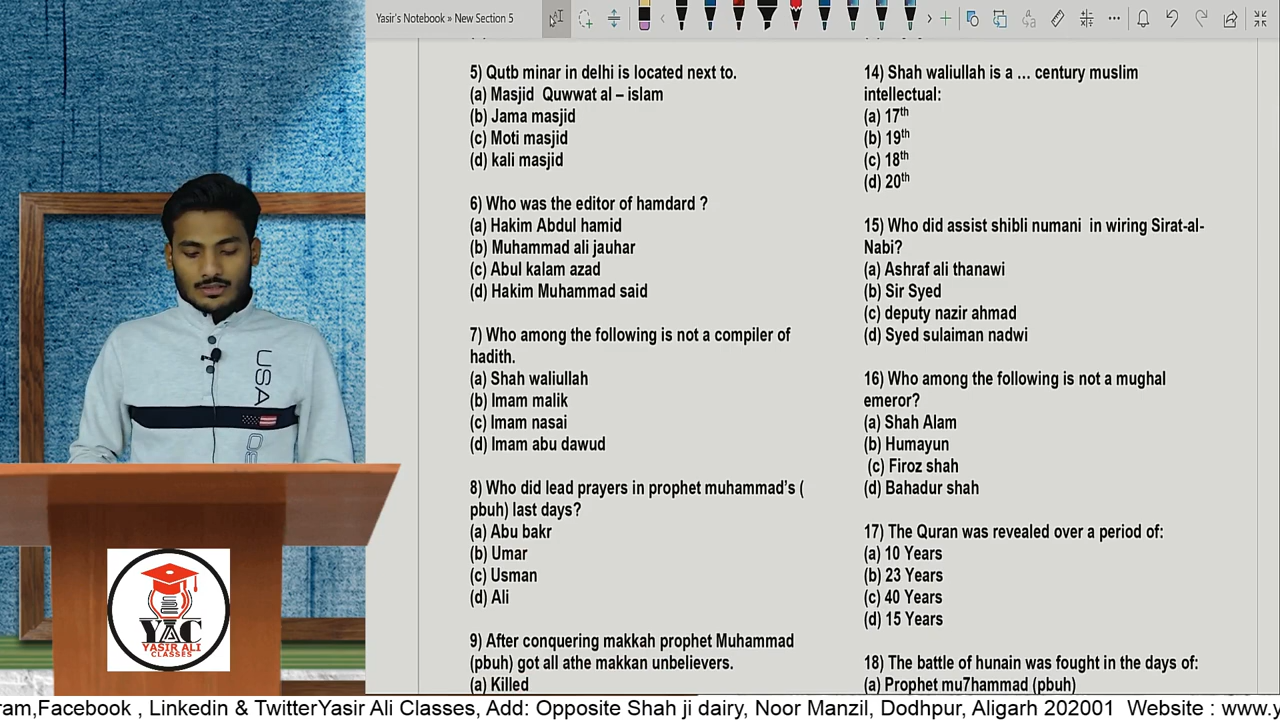 Yasir's Notebook » New Section 5
5) Qutb minar in delhi is located next to.
(a) Masjid Quwwat al – islam
(b) Jama masjid
(c) Moti masjid
(d) kali masjid
6) Who was the editor of hamdard ?
(a) Hakim Abdul hamid
(b) Muhammad ali jauhar
(c) Abul kalam azad
(d) Hakim Muhammad said
7) Who among the following is not a compiler of
hadith.
(a) Shah waliullah
(b) Imam malik
(c) Imam nasai
(d) Imam abu dawud
8) Who did lead prayers in prophet muhammad's (
pbuh) last days?
(a) Abu bakr
(b) Umar
(c) Usman
(d) Ali
9) After conquering makkah prophet Muhammad
(pbuh) got all athe makkan unbelievers.
(a) Killed
14) Shah waliullah is a ... century muslim
intellectual:
(a) 17th
(b) 19th
(c) 18th
(d) 20th
15) Who did assist shibli numani in wiring Sirat-al-
Nabi?
(a) Ashraf ali thanawi
(b) Sir Syed
(c) deputy nazir ahmad
(d) Syed sulaiman nadwi
16) Who among the following is not a mughal
emeror?
(a) Shah Alam
(b) Humayun
(c) Firoz shah
(d) Bahadur shah
17) The Quran was revealed over a period of:
(a) 10 Years
(b) 23 Years
(c) 40 Years
(d) 15 Years
18) The battle of hunain was fought in the days of:
(a) Prophet mu7hammad (pbuh)
USA
YAC
YASIR ALI
CLASSES
ram,Facebook , Linkedin & TwitterYasir Ali Classes, Add: Opposite Shah ji dairy, Noor Manzil, Dodhpur, Aligarh 202001 Website : www.y